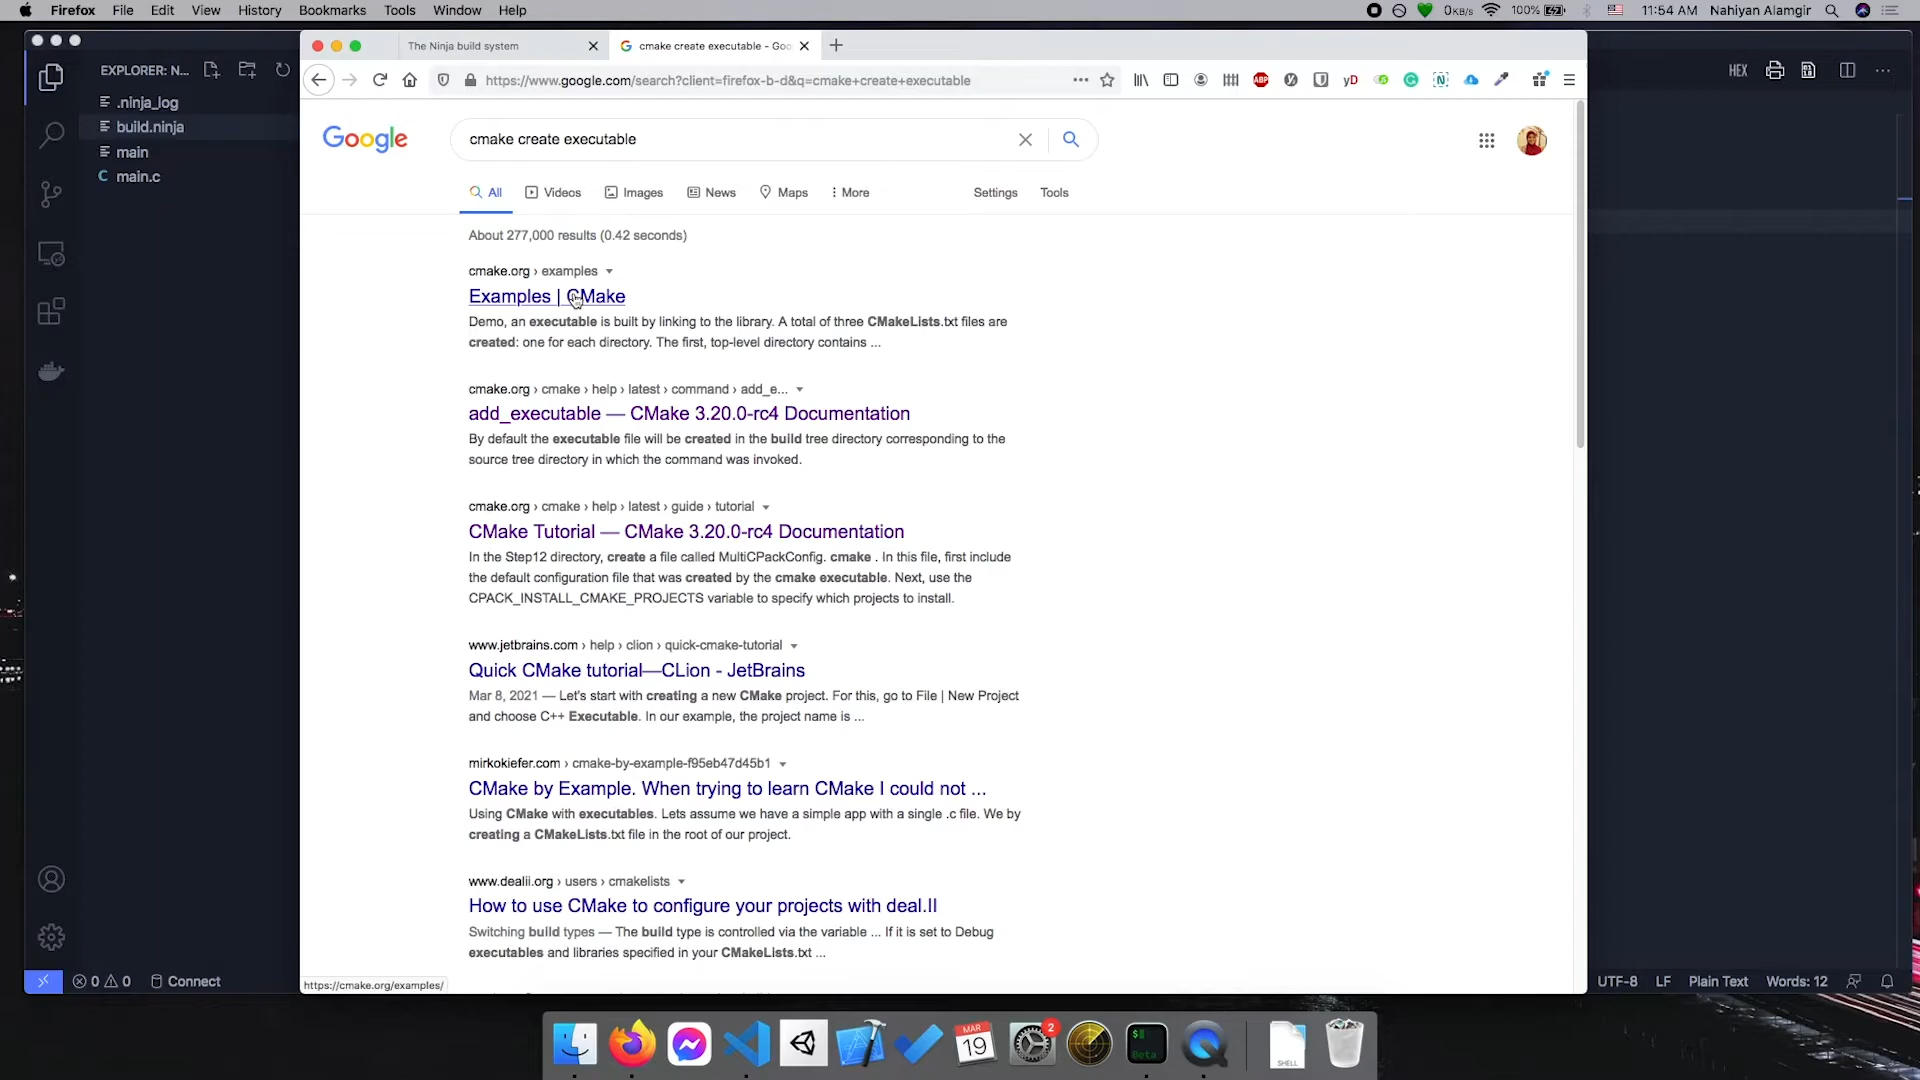 Firefox File Edit View History Bookmarks Tools Window Help
0KB/s 100% 11:54 AM Nahiyan Alamgir
EXPLORER: N...
.ninja_log
build.ninja
main
C main.c
The Ninja build system
G cmake create executable - Goo
https://www.google.com/search?client=firefox-b-d&q=cmake+create+executable
ABP
yD
HEX
Google
cmake create executable
All Videos Images News Maps More Settings Tools
About 277,000 results (0.42 seconds)
cmake.org › examples
Examples | CMake
Demo, an executable is built by linking to the library. A total of three CMakeLists.txt files are
created: one for each directory. The first, top-level directory contains ...
cmake.org › cmake › help › latest › command › add_e...
add_executable — CMake 3.20.0-rc4 Documentation
By default the executable file will be created in the build tree directory corresponding to the
source tree directory in which the command was invoked.
cmake.org › cmake › help › latest › guide › tutorial
CMake Tutorial — CMake 3.20.0-rc4 Documentation
In the Step12 directory, create a file called MultiCPackConfig. cmake . In this file, first include
the default configuration file that was created by the cmake executable. Next, use the
CPACK_INSTALL_CMAKE_PROJECTS variable to specify which projects to install.
www.jetbrains.com › help › clion › quick-cmake-tutorial
Quick CMake tutorial—CLion - JetBrains
Mar 8, 2021 — Let's start with creating a new CMake project. For this, go to File | New Project
and choose C++ Executable. In our example, the project name is ...
mirkokiefer.com › cmake-by-example-f95eb47d45b1
CMake by Example. When trying to learn CMake I could not ...
Using CMake with executables. Lets assume we have a simple app with a single .c file. We by
creating a CMakeLists.txt file in the root of our project.
www.dealii.org › users › cmakelists
How to use CMake to configure your projects with deal.II
Switching build types — The build type is controlled via the variable ... If it is set to Debug
executables and libraries specified in your CMakeLists.txt ...
https://cmake.org/examples/
0 0 Connect
UTF-8 LF Plain Text Words: 12
MAR
19
2
$
Beta
SHELL